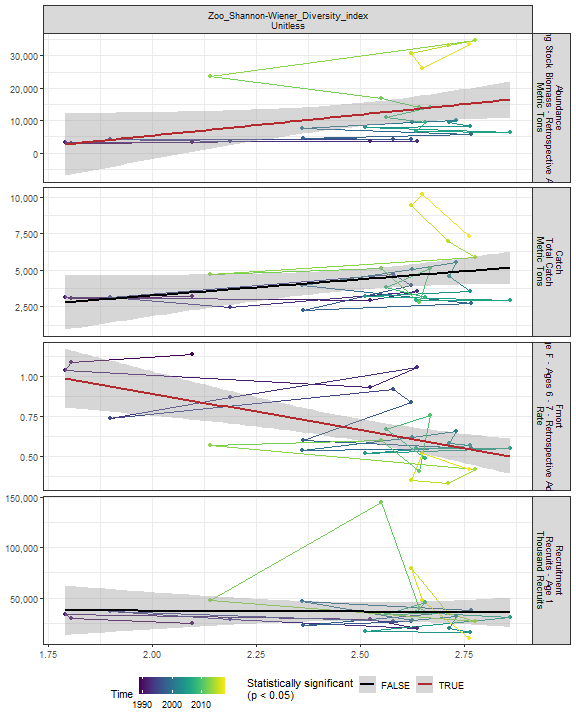 Zoo_Shannon-Wiener_Diversity_index
Unitless
30,000
20,000
10,000
0
Abundance
Stock Biomass - Retrospective
Metric Tons
10,000
7,500
5,000
2,500
Catch
Total Catch
Metric Tons
1.00
0.75
0.50
Fmort
F - Ages 6 - 7 - Retrospective
Rate
150,000
100,000
50,000
Recruitment
Recruits - Age 1
Thousand Recruits
1.75
2.00
2.25
2.50
2.75
Time
1990
2000
2010
Statistically significant
(p < 0.05)
FALSE
TRUE